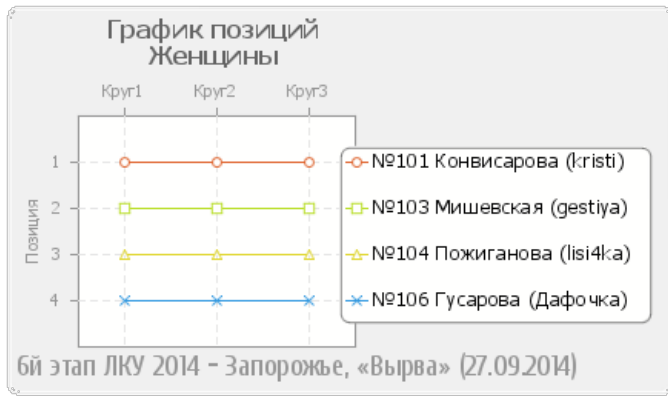 График позиций
Женщины
Круг1 Круг2 Круг3
Позиция
1
2
3
4
№101 Конвисарова (kristi)
№103 Мишевская (gestiya)
№104 Пожиганова (lisi4ka)
№106 Гусарова (Дафочка)
6й этап ЛКУ 2014 - Запорожье, «Вырва» (27.09.2014)